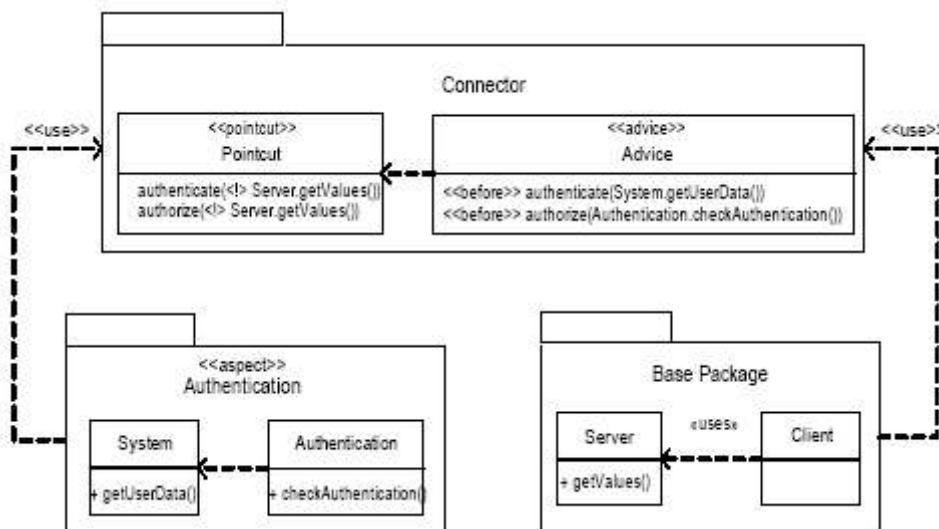 Connector
<<use>>
<<use>>
<<pointcut>>
Pointcut
authenticate(<!> Server.getValues())
authorize(<!> Server.getValues())
<<advice>>
Advice
<<before>> authenticate(System.getUserData())
<<before>> authorize(Authentication.checkAuthentication())
<<aspect>>
Authentication
System
+ getUserData()
Authentication
+ checkAuthentication()
Base Package
Server
+ getValues()
«uses»
Client